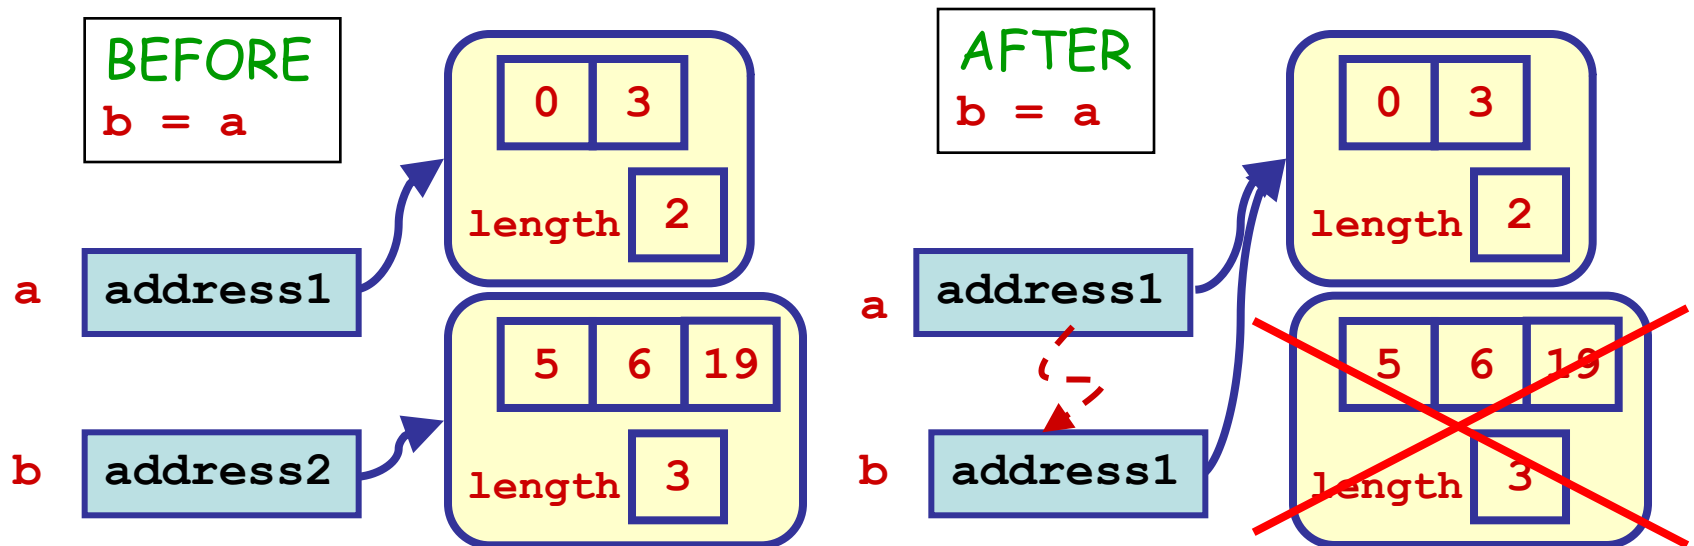 BEFORE
b = a
0 3
length 2
a address1
5 6 19
b address2
length 3
AFTER
b = a
0 3
length 2
a address1
5 6 19
b address1
length 3